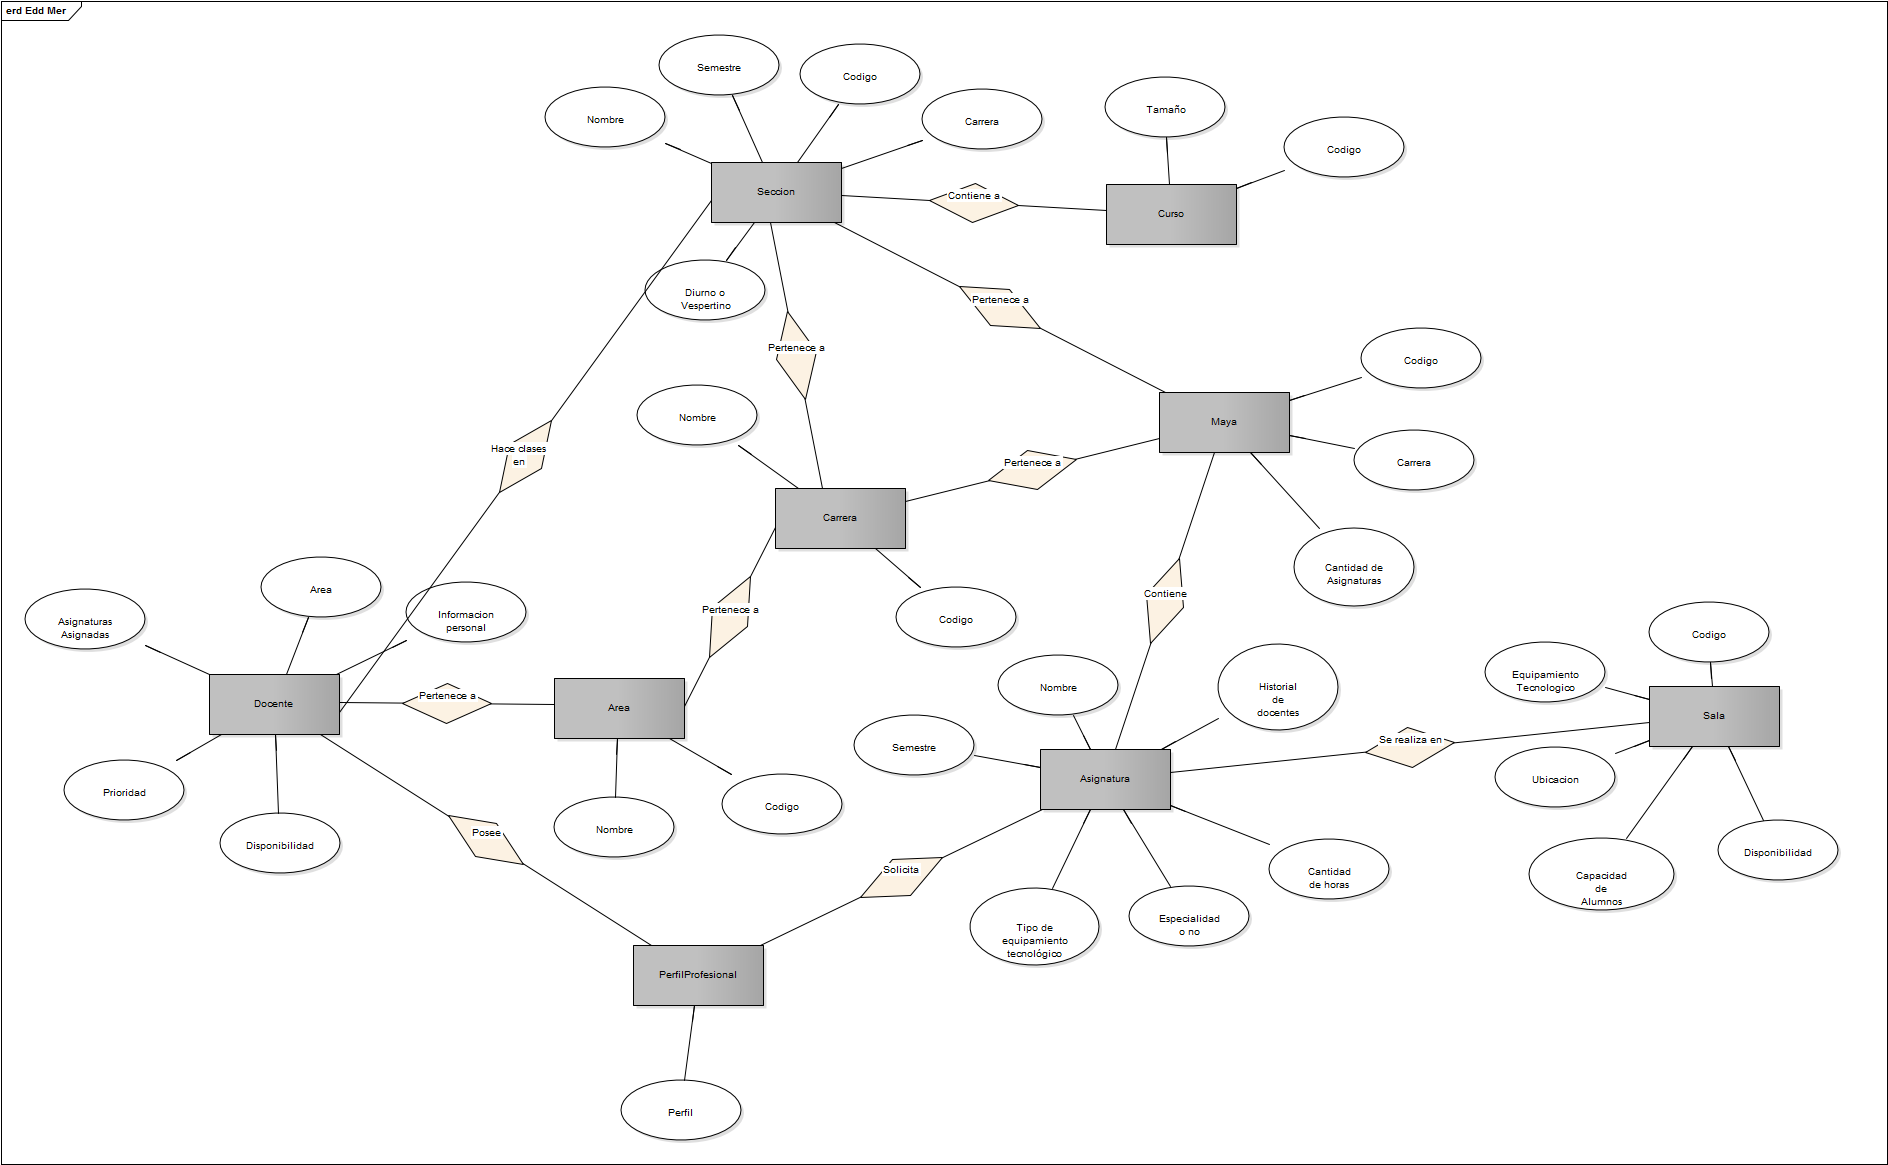 erd Edd Mer
Semestre
Codigo
Nombre
Carrera
Tamaño
Codigo
Seccion
Contiene a
Curso
Diurno o
Vespertino
Pertenece a
Pertenece a
Codigo
Nombre
Maya
Hace clases
en
Pertenece a
Carrera
Carrera
Cantidad de
Asignaturas
Area
Asignaturas
Asignadas
Informacion
personal
Pertenece a
Codigo
Contiene
Codigo
Equipamiento
Tecnologico
Nombre
Historial
de
docentes
Docente
Pertenece a
Area
Sala
Semestre
Se realiza en
Asignatura
Ubicacion
Prioridad
Codigo
Nombre
Disponibilidad
Posee
Solicita
Cantidad
de horas
Capacidad
de
Alumnos
Disponibilidad
Tipo de
equipamiento
tecnológico
Especialidad
o no
PerfilProfesional
Perfil